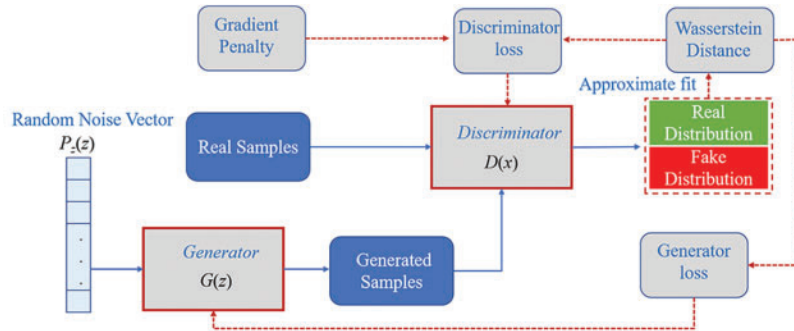 Gradient
Penalty
Discriminator
loss
Wasserstein
Distance
Approximate fit
Random Noise Vector
Pz(z)
Real Samples
Discriminator
D(x)
Real
Distribution
Fake
Distribution
Generator
G(z)
Generated
Samples
Generator
loss